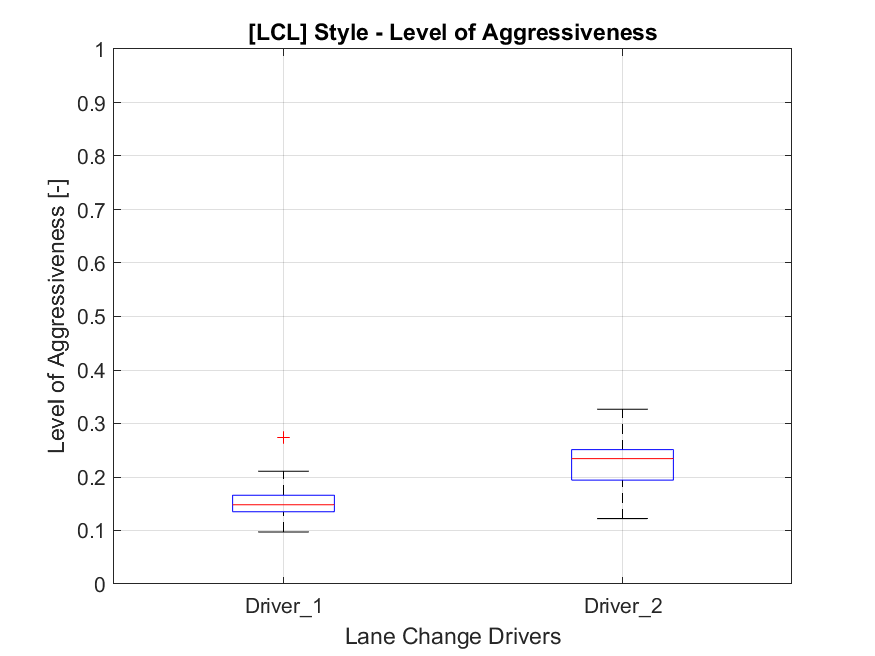 [LCL] Style - Level of Aggressiveness
1
0.9
0.8
0.7
0.6
0.5
0.4
0.3
0.2
0.1
0
Level of Aggressiveness [-]
Driver_1
Driver_2
Lane Change Drivers